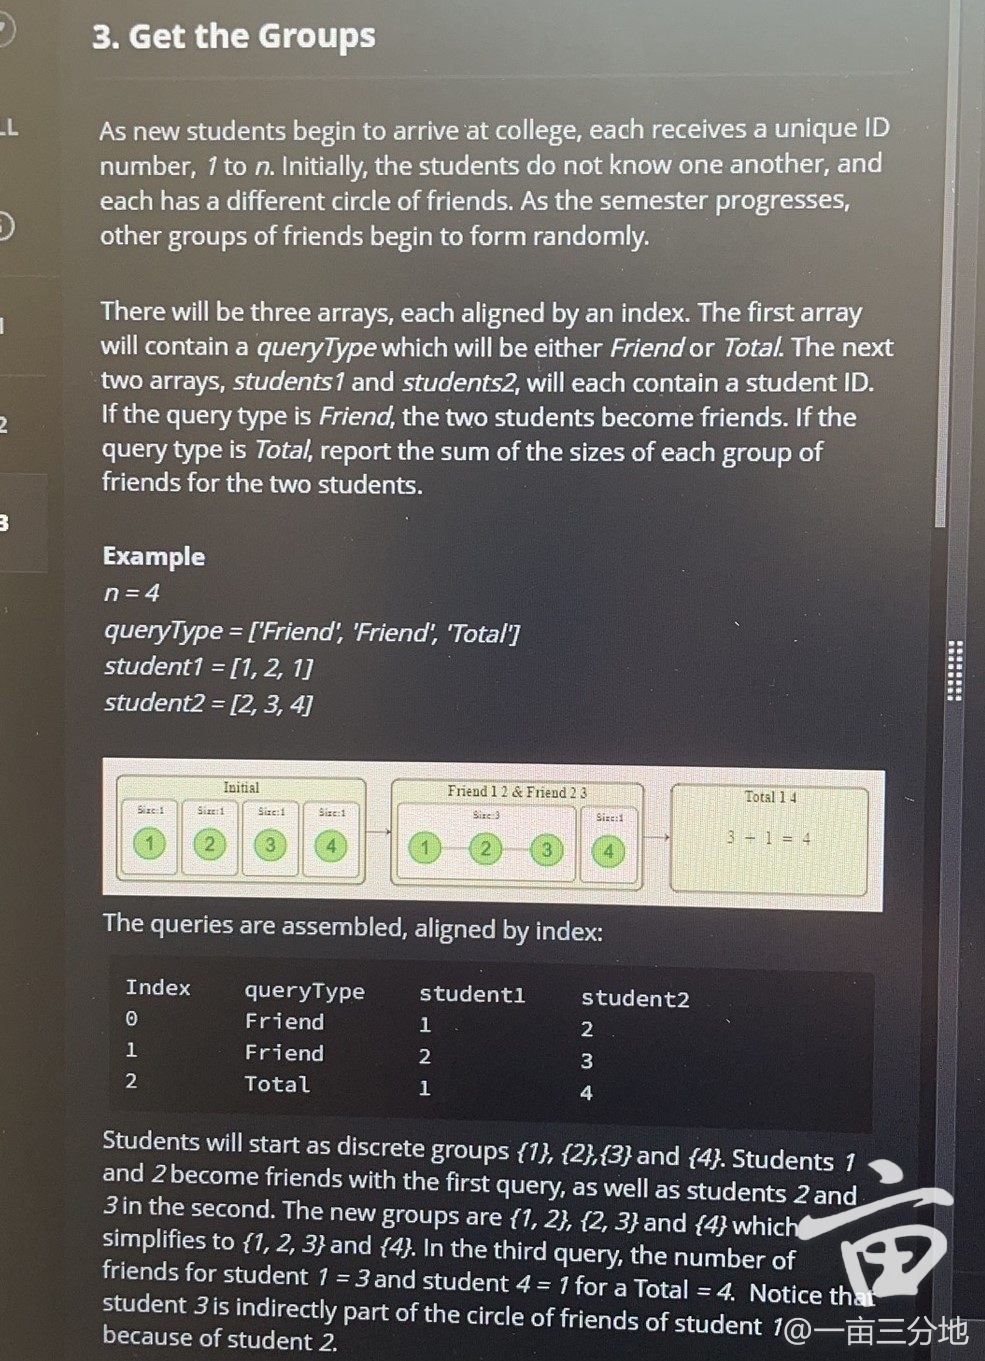 LL
3. Get the Groups
As new students begin to arrive at college, each receives a unique ID
number, 1 to n. Initially, the students do not know one another, and
each has a different circle of friends. As the semester progresses,
other groups of friends begin to form randomly.
There will be three arrays, each aligned by an index. The first array
will contain a queryType which will be either Friend or Total. The next
two arrays, students1 and students2, will each contain a student ID.
If the query type is Friend, the two students become friends. If the
query type is Total, report the sum of the sizes of each group of
friends for the two students.
2
3
Example
n = 4
queryType = ['Friend', 'Friend', 'Total']
student1 = [1, 2, 1]
student2 = [2, 3, 4]
Initial
Size:1 Size:1 Size:1 Size:1
1 2 3 4
Friend 1 2 & Friend 2 3
Size:3 Size:1
1 2 3 4
Total 1 4
3 + 1 = 4
The queries are assembled, aligned by index:
Index queryType student1 student2
0 Friend 1 2
1 Friend 2 3
2 Total 1 4
Students will start as discrete groups {1}, {2},{3} and {4}. Students 1
and 2 become friends with the first query, as well as students 2 and
3 in the second. The new groups are {1, 2}, {2, 3} and {4} which
simplifies to {1, 2, 3} and {4}. In the third query, the number of
friends for student 1 = 3 and student 4 = 1 for a Total = 4. Notice that
student 3 is indirectly part of the circle of friends of student 1
because of student 2.
亩
@一亩三分地